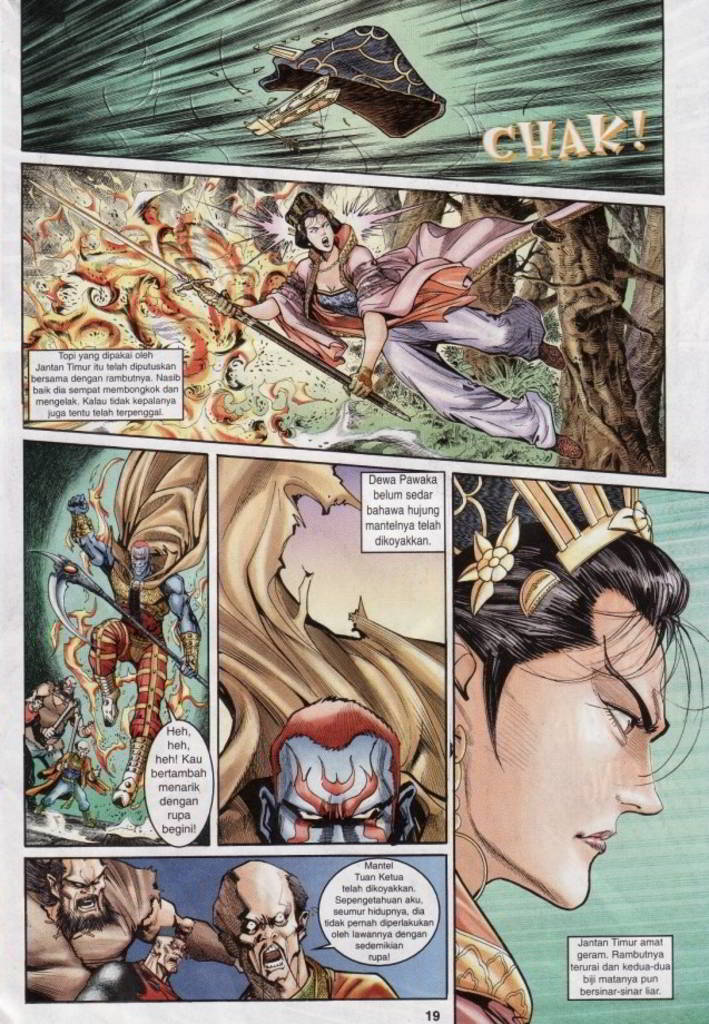 CHAK!
Topi yang dipakai oleh
Jantan Timur itu telah diputuskan
bersama dengan rambutnya. Nasib
baik dia sempat membongkok dan
mengelak. Kalau tidak kepalanya
juga tentu telah terpenggal.
Heh,
heh,
heh! Kau
bertambah
menarik
dengan
rupa
begini!
Dewa Pawaka
belum sedar
bahawa hujung
mantelnya telah
dikoyakkan.
Mantel
Tuan Ketua
telah dikoyakkan.
Sepengetahuan aku,
seumur hidupnya, dia
tidak pernah diperlakukan
oleh lawannya dengan
sedemikian
rupa!
Jantan Timur amat
geram. Rambutnya
terurai dan kedua-dua
biji matanya pun
bersinar-sinar liar.
19